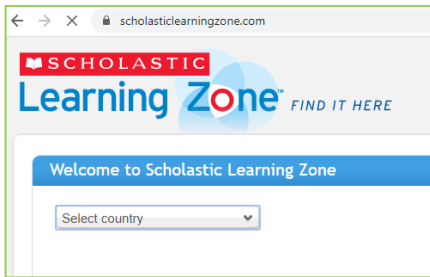 scholasticlearningzone.com
SCHOLASTIC
Learning Zone™ FIND IT HERE
Welcome to Scholastic Learning Zone
Select country